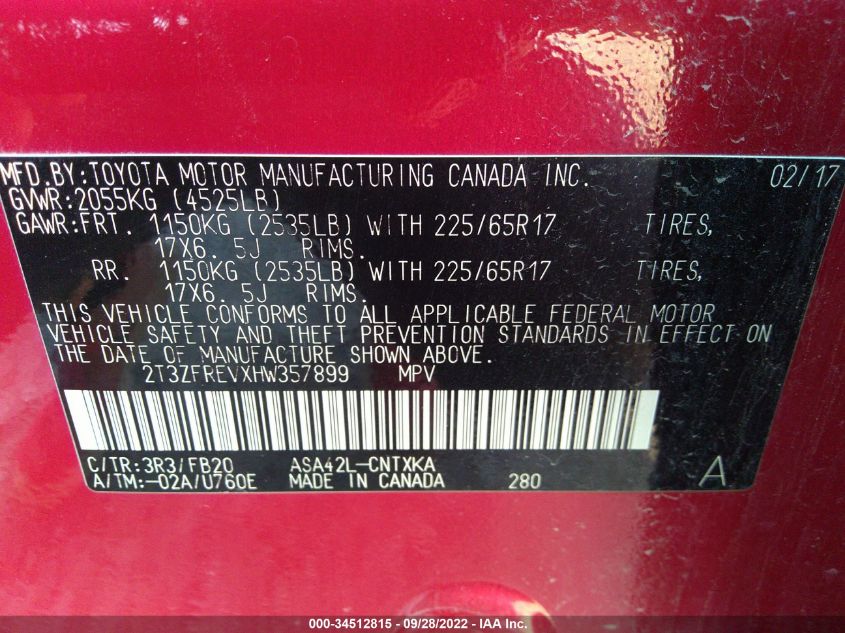 MFD.BY:TOYOTA MOTOR MANUFACTURING CANADA INC. 02/17
GVWR:2055KG (4525LB)
GAWR:FRT. 1150KG (2535LB) WITH 225/65R17 TIRES,
17X6.5J RIMS.
RR. 1150KG (2535LB) WITH 225/65R17 TIRES,
17X6.5J RIMS.
THIS VEHICLE CONFORMS TO ALL APPLICABLE FEDERAL MOTOR
VEHICLE SAFETY AND THEFT PREVENTION STANDARDS IN EFFECT ON
THE DATE OF MANUFACTURE SHOWN ABOVE.
2T3ZFREVXHW357899 MPV
C/TR:3R3/FB20 ASA42L-CNTXKA A
A/TM:-02A/U760E MADE IN CANADA 280
000-34512815 - 09/28/2022 - IAA Inc.